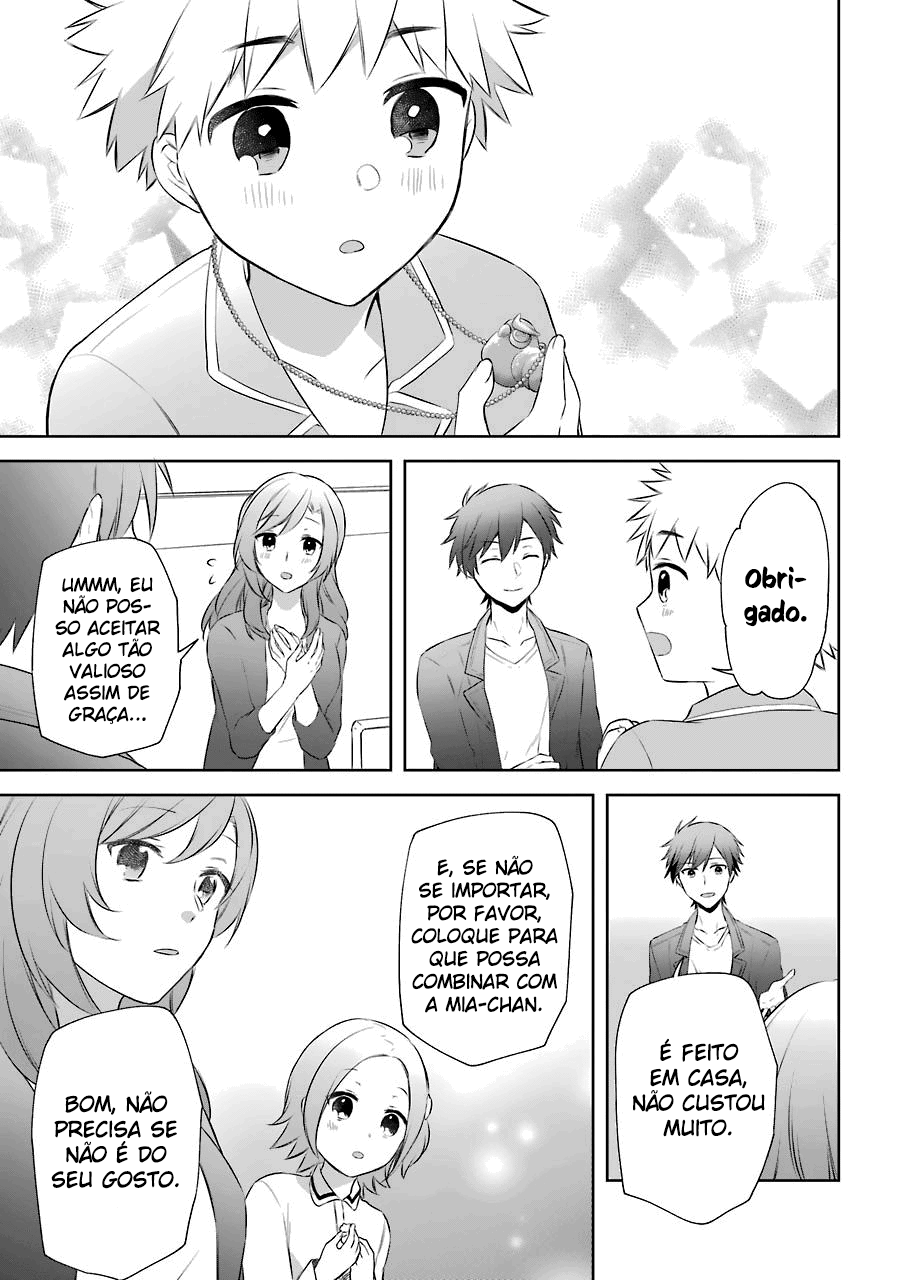 Obri-
gado.
UMMM, EU
NÃO POS-
SO ACEITAR
ALGO TÃO
VALIOSO
ASSIM DE
GRAÇA...
É FEITO
EM CASA,
NÃO CUSTOU
MUITO.
E, SE NÃO
SE IMPORTAR,
POR FAVOR,
COLOQUE PARA
QUE POSSA
COMBINAR COM
A MIA-CHAN.
BOM, NÃO
PRECISA SE
NÃO É DO
SEU GOSTO.